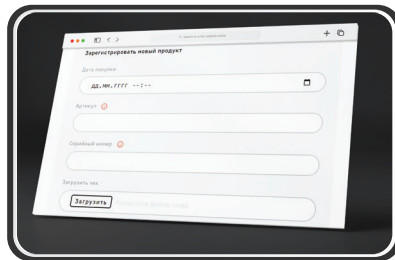 Зарегистрировать новый продукт
Дата покупки
дд.мм.гггг --:--
Артикул
Серийный номер
Загрузить чек
Загрузить